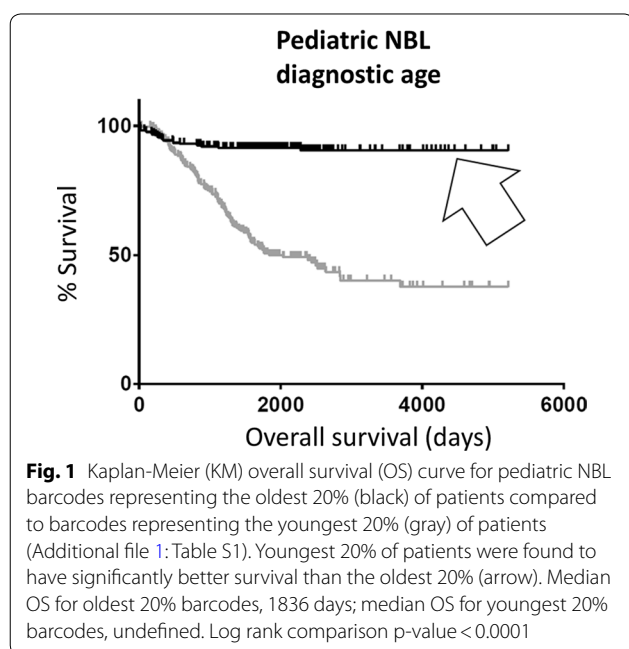 Pediatric NBL
diagnostic age
100
50
0
% Survival
0 2000 4000 6000
Overall survival (days)
Fig. 1 Kaplan-Meier (KM) overall survival (OS) curve for pediatric NBL
barcodes representing the oldest 20% (black) of patients compared
to barcodes representing the youngest 20% (gray) of patients
(Additional file 1: Table S1). Youngest 20% of patients were found to
have significantly better survival than the oldest 20% (arrow). Median
OS for oldest 20% barcodes, 1836 days; median OS for youngest 20%
barcodes, undefined. Log rank comparison p-value < 0.0001